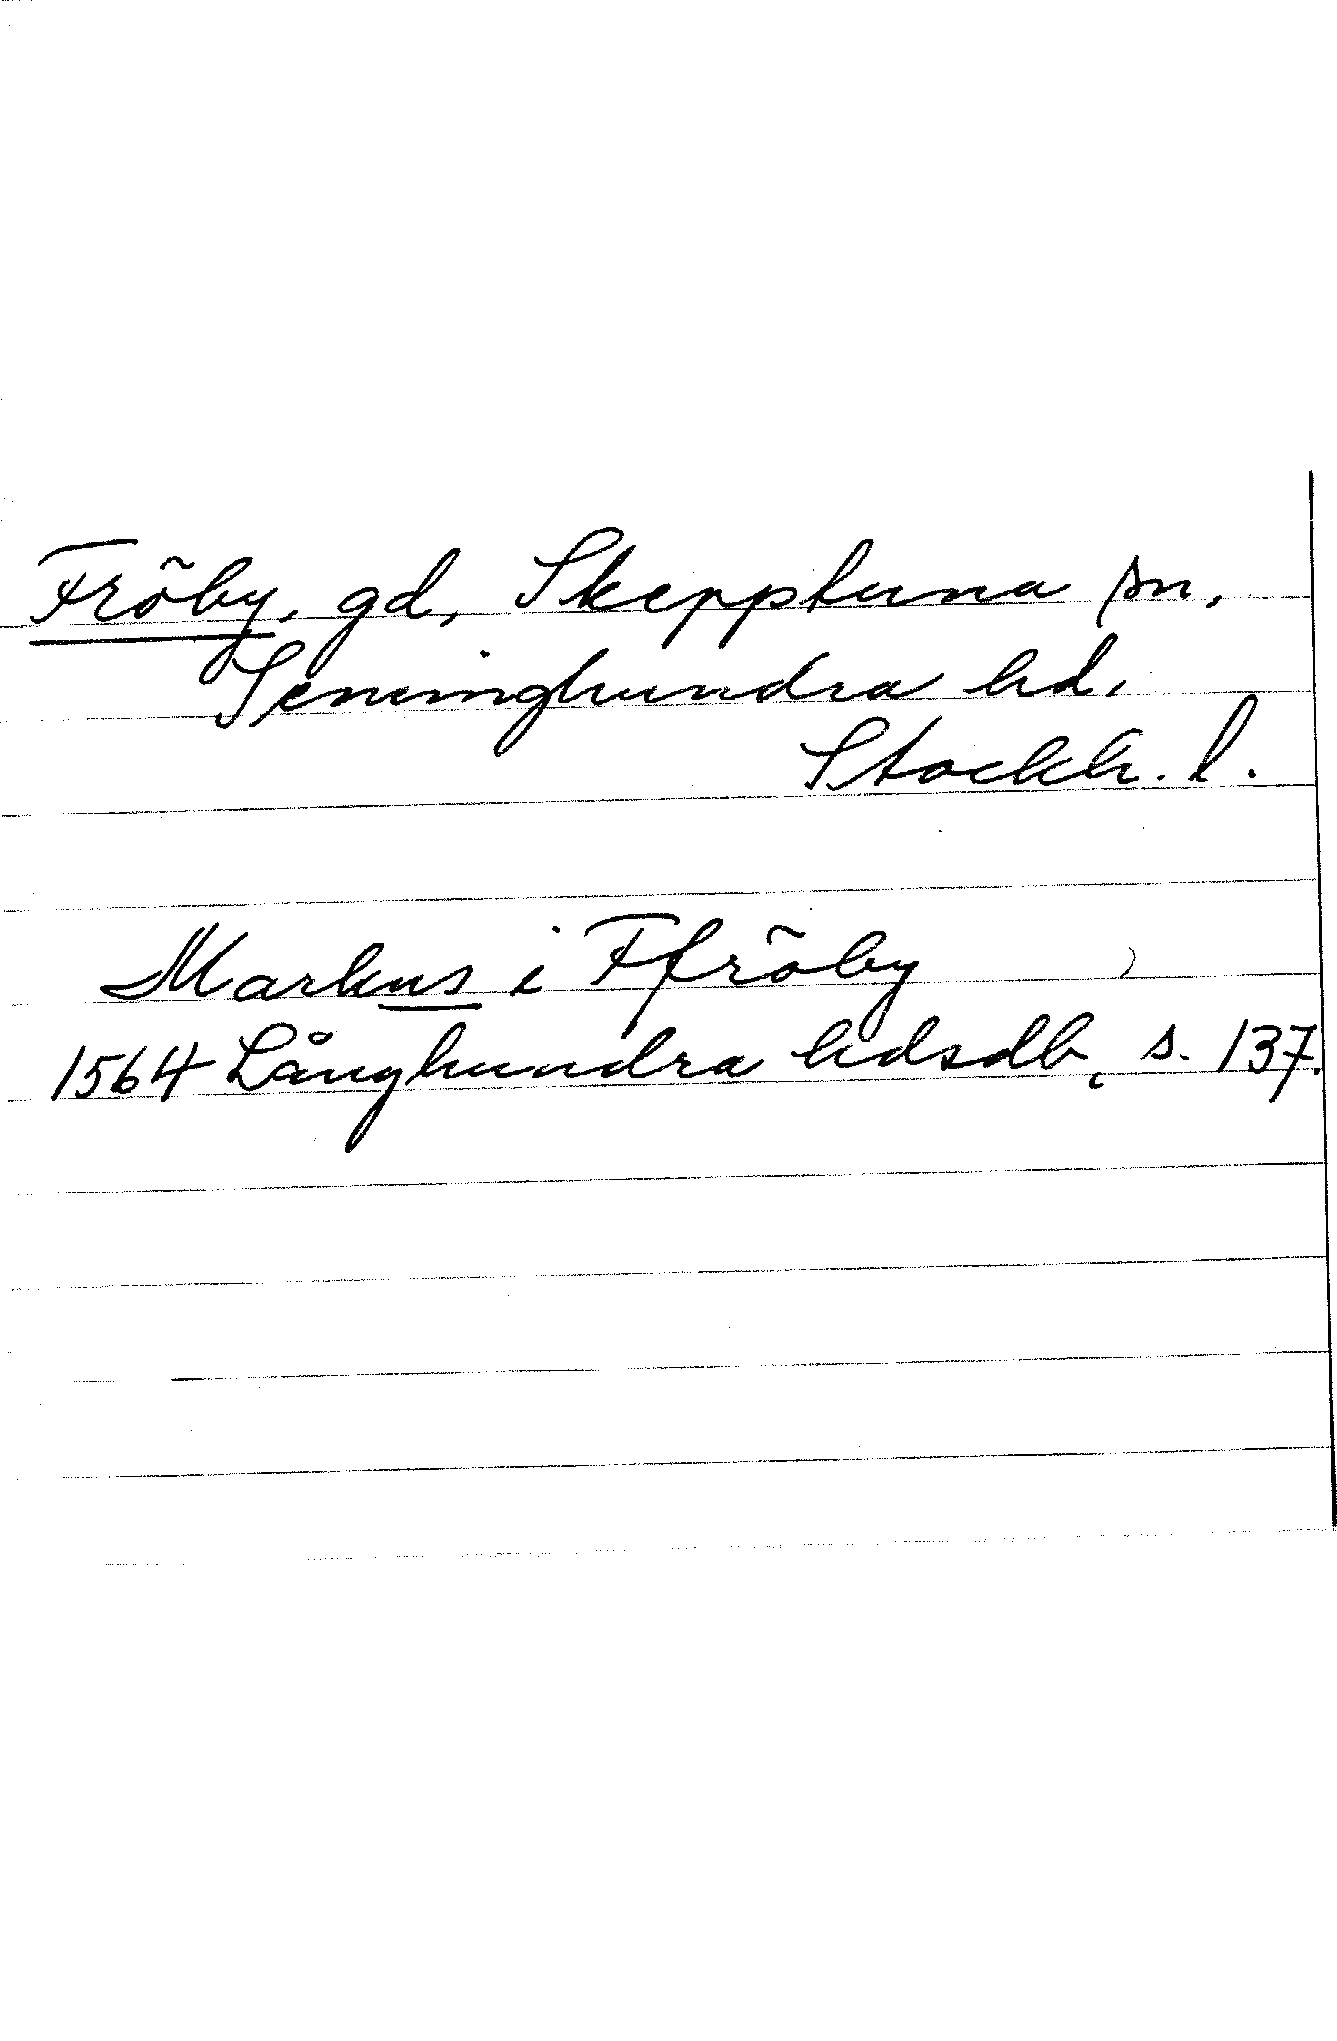 Fröby, gd, Skepptuna sn,
Seminghundra hd,
Stockh. l.
Markus i Ffröby
1564 Långhundra hdsdb, s. 137.